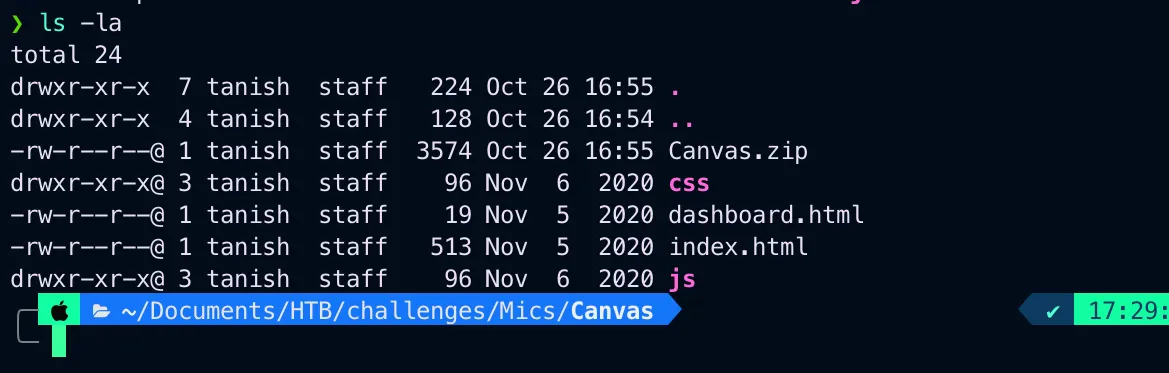 ❯ ls -la
total 24
drwxr-xr-x  7 tanish  staff   224 Oct 26 16:55 .
drwxr-xr-x  4 tanish  staff   128 Oct 26 16:54 ..
-rw-r--r--@ 1 tanish  staff  3574 Oct 26 16:55 Canvas.zip
drwxr-xr-x@ 3 tanish  staff    96 Nov  6  2020 css
-rw-r--r--@ 1 tanish  staff    19 Nov  5  2020 dashboard.html
-rw-r--r--@ 1 tanish  staff   513 Nov  5  2020 index.html
drwxr-xr-x@ 3 tanish  staff    96 Nov  6  2020 js
~/Documents/HTB/challenges/Mics/Canvas ✔ 17:29: